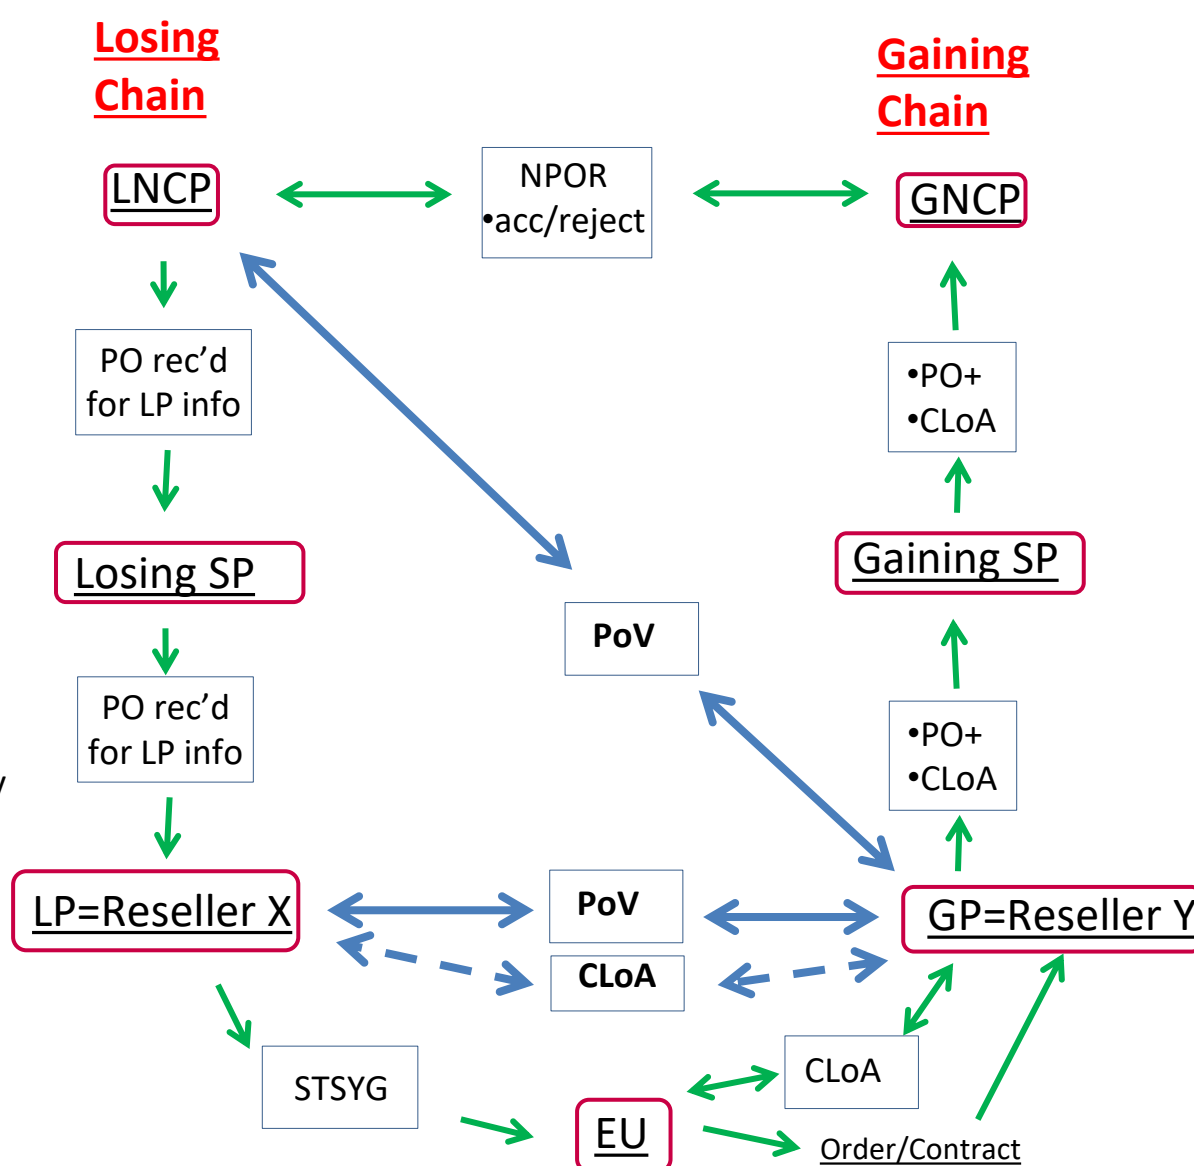 Losing
Chain
Gaining
Chain
LNCP
NPOR
•acc/reject
GNCP
PO rec’d
for LP info
•PO+
•CLoA
Losing SP
Gaining SP
PoV
PO rec’d
for LP info
•PO+
•CLoA
LP=Reseller X
PoV
GP=Reseller Y
CLoA
STSYG
CLoA
EU
Order/Contract